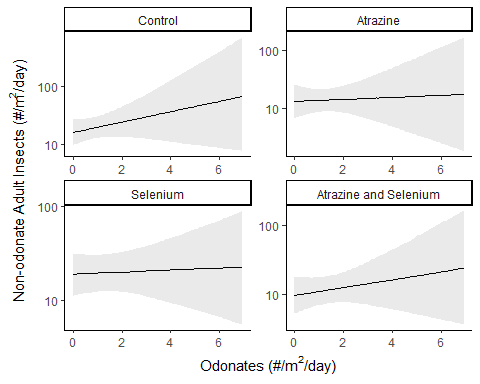 Control
Atrazine
100
10
0 2 4 6
100
10
0 2 4 6
Selenium
Atrazine and Selenium
100
10
0 2 4 6
100
10
0 2 4 6
Non-odonate Adult Insects (#/m²/day)
Odonates (#/m²/day)